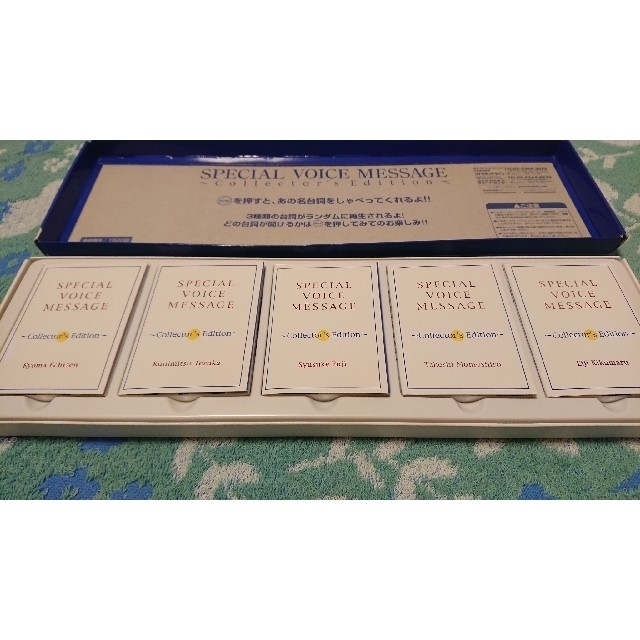 SPECIAL VOICE MESSAGE
~Collector's Edition~
を押すと、あの名台詞をしゃべってくれるよ!!
3種類の台詞がランダムに再生されるよ!
どの台詞が聞けるかは を押してみてのお楽しみ!!
ご注意
SPECIAL
VOICE
MESSAGE
~Collector's Edition~
Ryoma Echizen
SPECIAL
VOICE
MESSAGE
~Collector's Edition~
Kunimitsu Tezuka
SPECIAL
VOICE
MESSAGE
~Collector's Edition~
Syusuke Fuji
SPECIAL
VOICE
MESSAGE
~Collector's Edition~
Takeshi Momoshiro
SPECIAL
VOICE
MESSAGE
~Collector's Edition~
Eiji Kikumaru